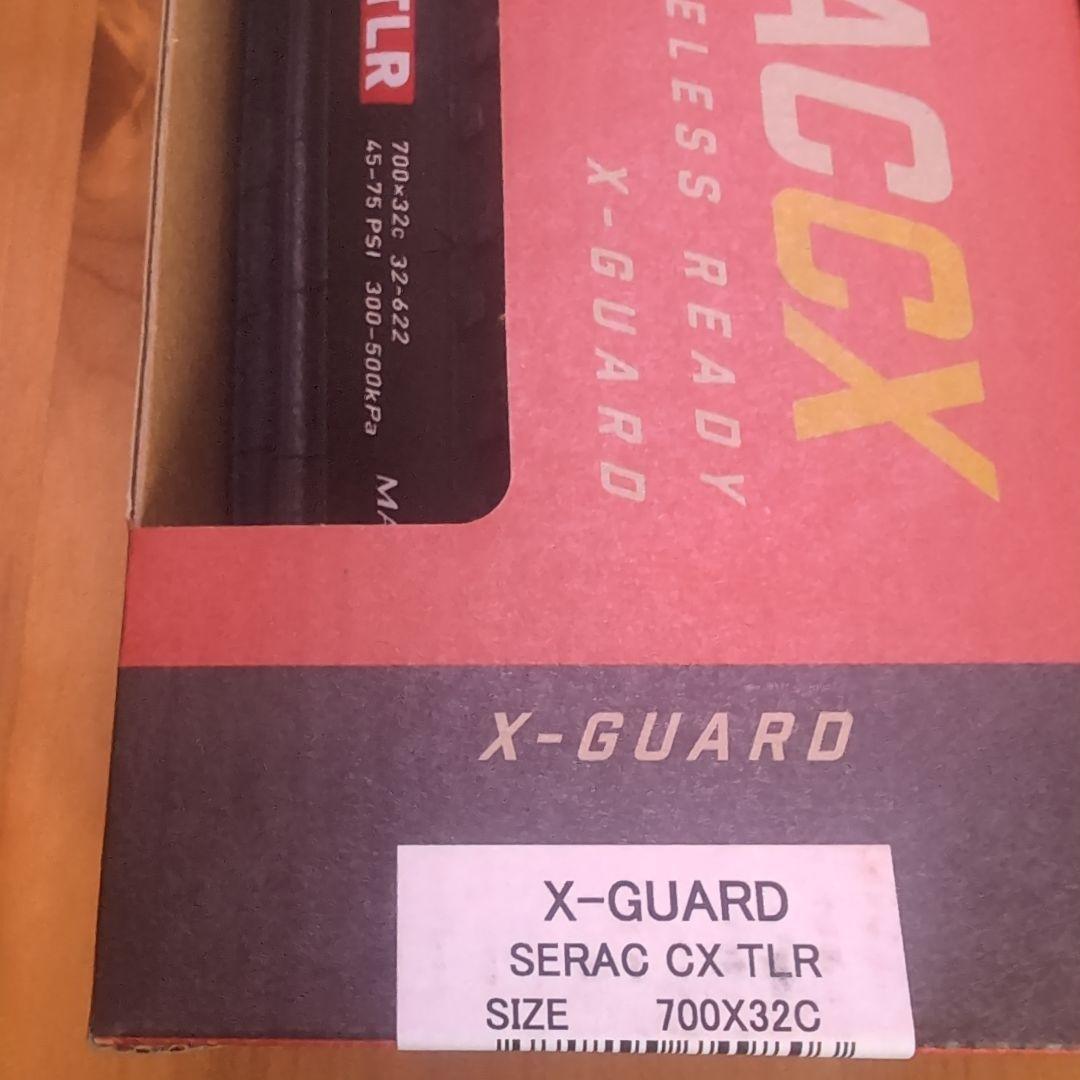 TLR
700×32c 32-622
45-75 PSI 300-500kPa
ACCX
ELESS READY
X-GUARD
X-GUARD
X-GUARD
SERAC CX TLR
SIZE 700X32C